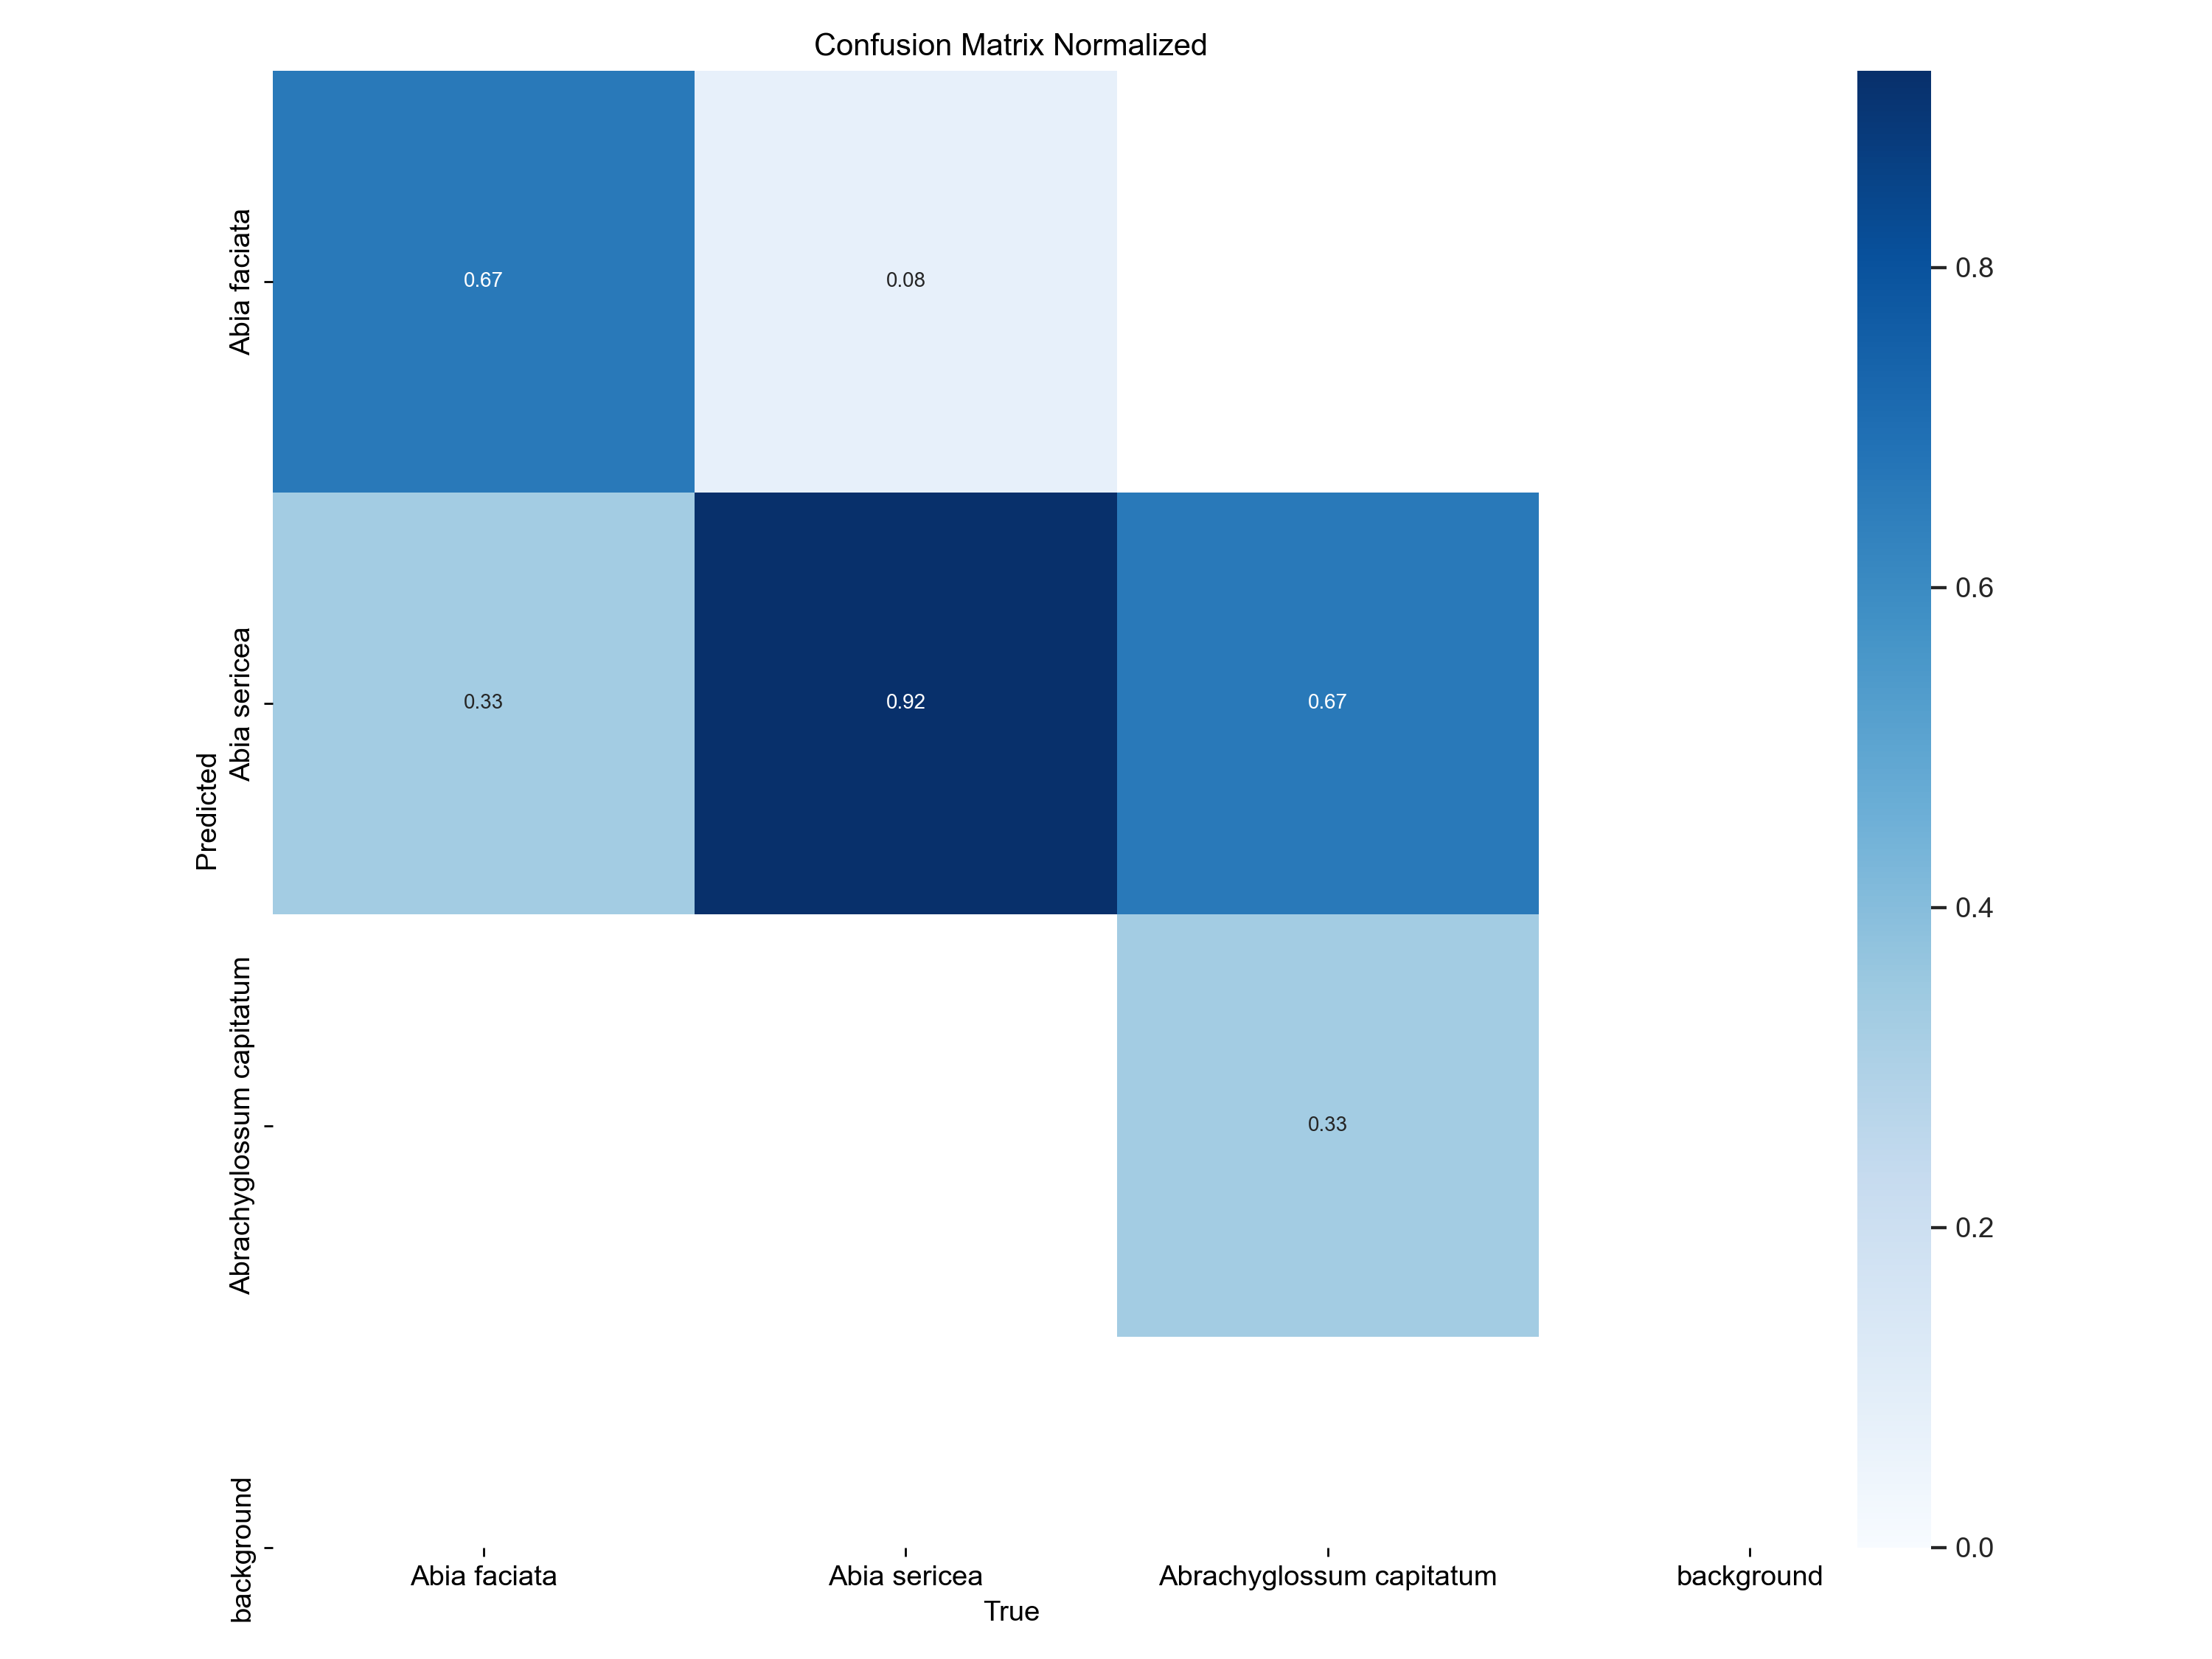 Confusion Matrix Normalized
Abia faciata
0.67
0.08
Abia sericea
0.33
0.92
0.67
Abrachyglossum capitatum
0.33
background
Predicted
Abia faciata
Abia sericea
Abrachyglossum capitatum
background
True
0.8
0.6
0.4
0.2
0.0